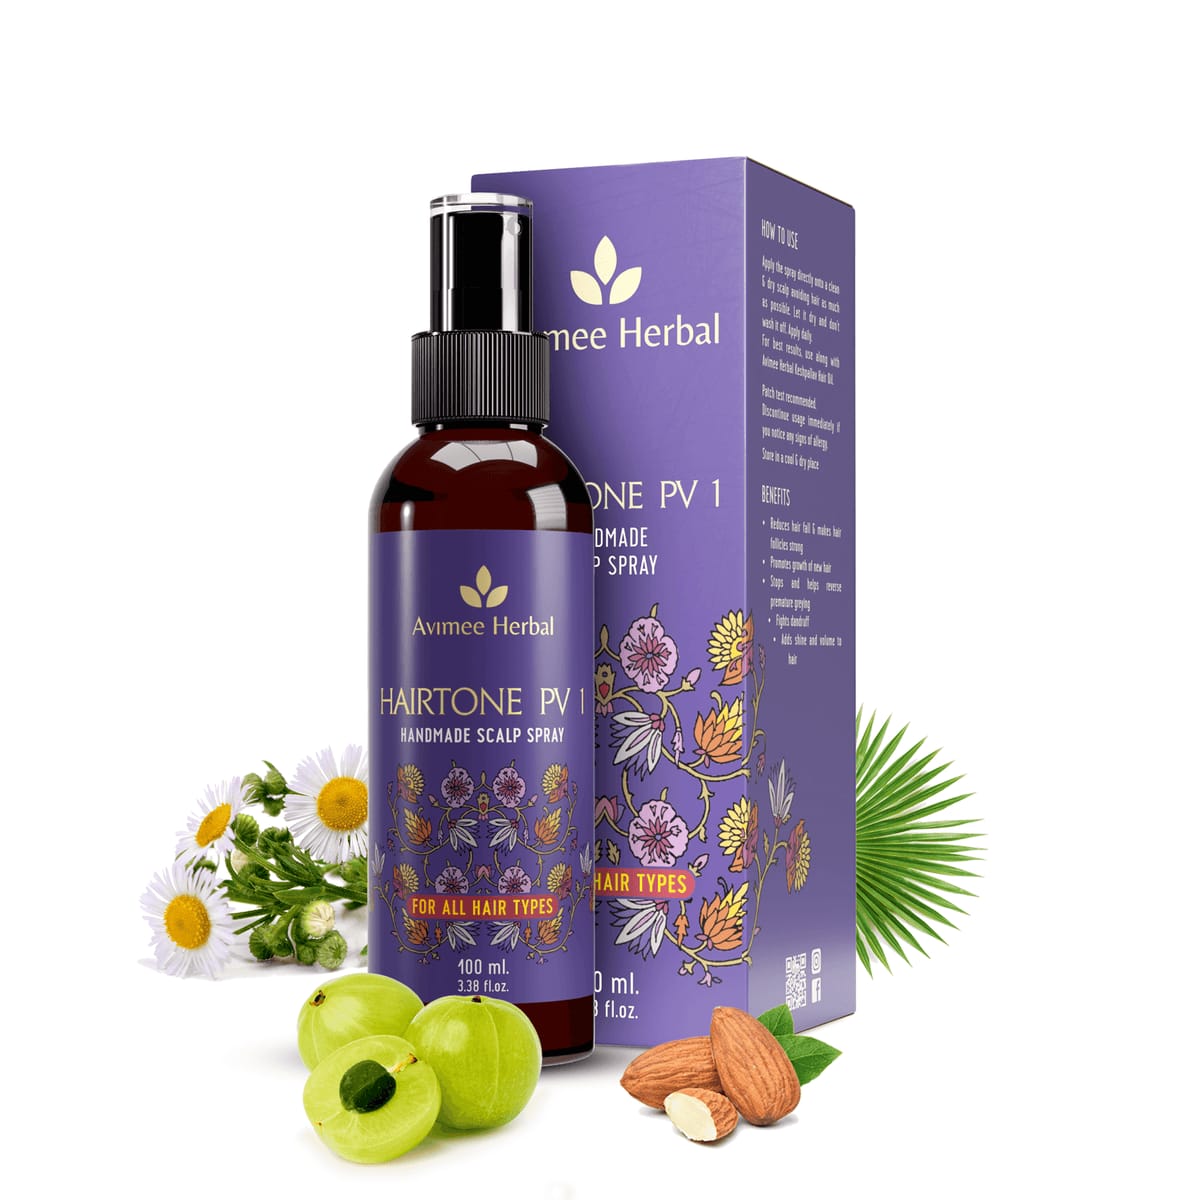 Avimee Herbal
HAIRTONE PV 1
HANDMADE SCALP SPRAY
FOR ALL HAIR TYPES
100 ml.
3.38 fl.oz.
mee Herbal
ONE PV 1
DMADE
P SPRAY
HAIR TYPES
0 ml.
8 fl.oz.
HOW TO USE
Apply the spray directly onto a clean
& dry scalp avoiding hair as much
as possible. Let it dry and don't
wash it off. Apply daily.
For best results, use along with
Avimee Herbal Keshpallav Hair Oil.
Patch test recommended.
Discontinue usage immediately if
you notice any signs of allergy.
Store in a cool & dry place
BENEFITS
• Reduces hair fall & makes hair
follicles strong
• Promotes growth of new hair
• Stops and helps reverse
premature greying
• Fights dandruff
• Adds shine and volume to
hair